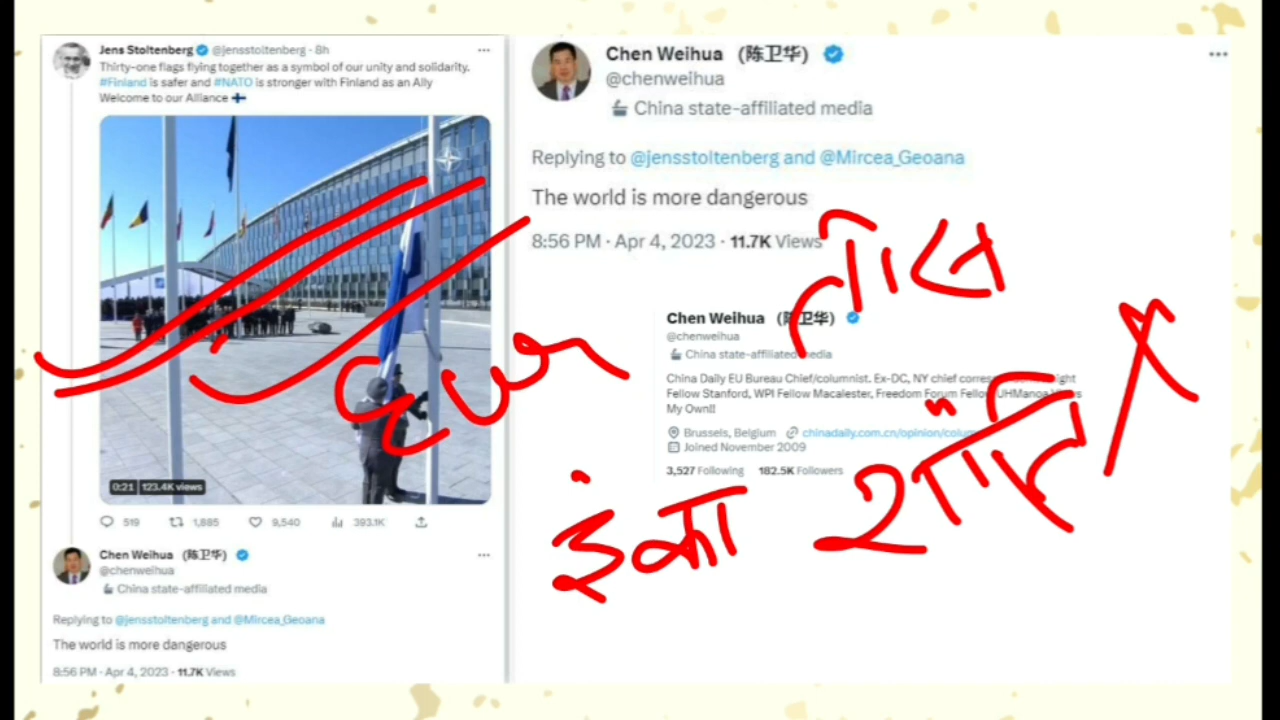 Jens Stoltenberg @jensstoltenberg · 8h
Thirty-one flags flying together as a symbol of our unity and solidarity.
#Finland is safer and #NATO is stronger with Finland as an Ally
Welcome to our Alliance
0:21 123.4K views
519 1,885 9,540 393.1K
Chen Weihua (陈卫华)
@chenweihua
China state-affiliated media
Replying to @jensstoltenberg and @Mircea_Geoana
The world is more dangerous
8:56 PM · Apr 4, 2023 · 11.7K Views
Chen Weihua (陈卫华)
@chenweihua
China state-affiliated media
Replying to @jensstoltenberg and @Mircea_Geoana
The world is more dangerous
8:56 PM · Apr 4, 2023 · 11.7K Views
Chen Weihua (陈卫华)
@chenweihua
China state-affiliated media
China Daily EU Bureau Chief/columnist. Ex-DC, NY chief
Fellow Stanford, WPI Fellow Macalester, Freedom Forum
My Own!!
Brussels, Belgium chinadaily.com.cn/opinion/
Joined November 2009
3,527 Following 182.5K Followers